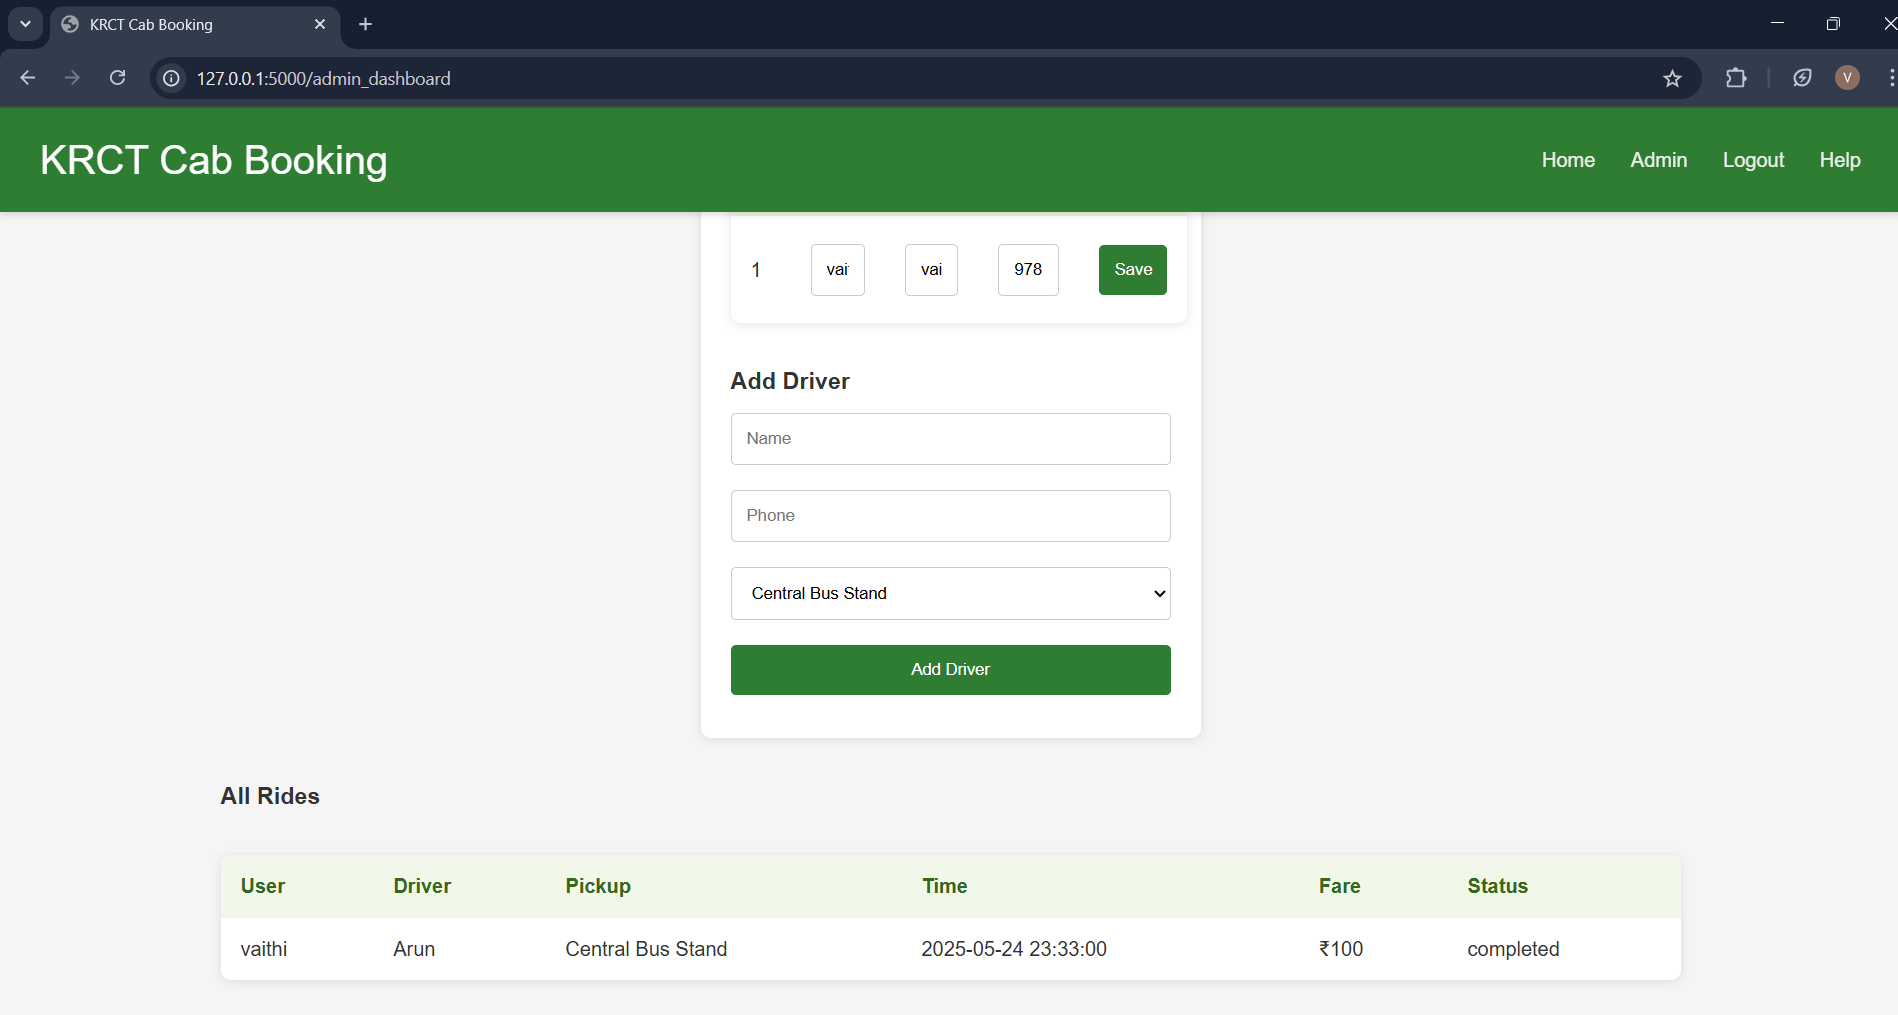 KRCT Cab Booking
127.0.0.1:5000/admin_dashboard
V
KRCT Cab Booking
Home Admin Logout Help
1 vai vai 978 Save
Add Driver
Name
Phone
Central Bus Stand
Add Driver
All Rides
User Driver Pickup Time Fare Status
vaithi Arun Central Bus Stand 2025-05-24 23:33:00 ₹100 completed